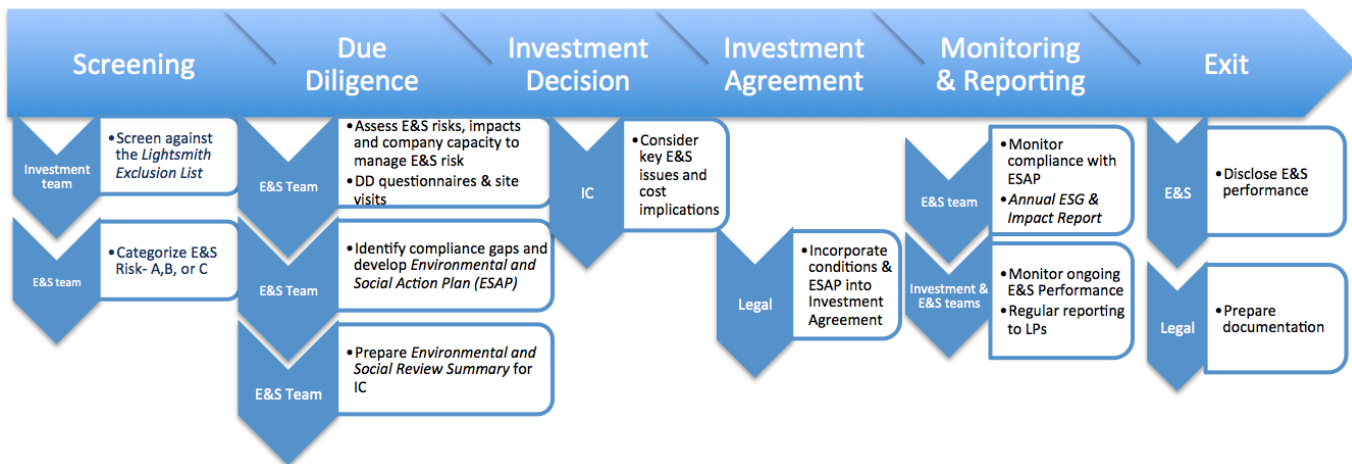 Screening
Due
Diligence
Investment
Decision
Investment
Agreement
Monitoring
& Reporting
Exit
Investment
team
•Screen against
the Lightsmith
Exclusion List
E&S team
•Categorize E&S
Risk- A,B, or C
E&S Team
•Assess E&S risks, impacts
and company capacity to
manage E&S risk
•DD questionnaires & site
visits
E&S Team
•Identify compliance gaps and
develop Environmental and
Social Action Plan (ESAP)
E&S Team
•Prepare Environmental and
Social Review Summary for
IC
IC
•Consider
key E&S
issues and
cost
implications
Legal
•Incorporate
conditions &
ESAP into
Investment
Agreement
E&S team
•Monitor
compliance with
ESAP
•Annual ESG &
Impact Report
Investment &
E&S teams
•Monitor ongoing
E&S Performance
•Regular reporting
to LPs
E&S
•Disclose E&S
performance
Legal
•Prepare
documentation